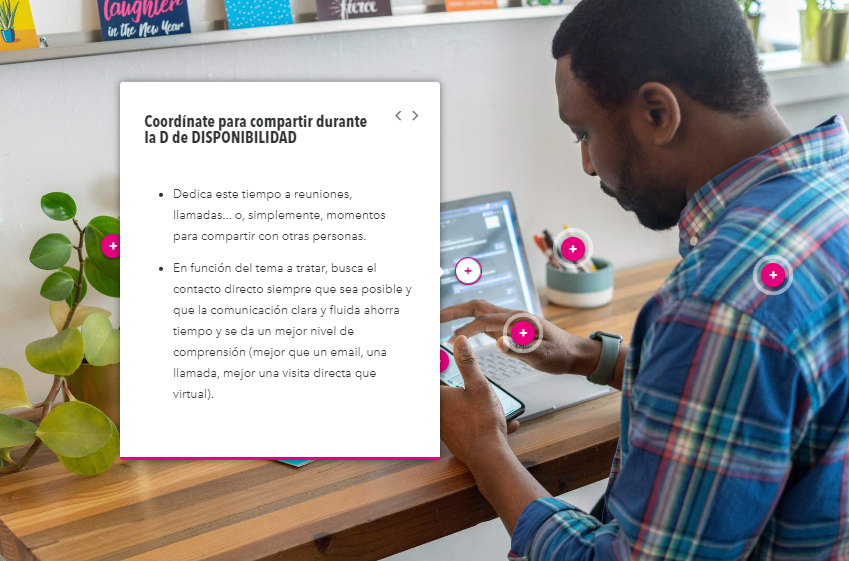 laughter
in the New Year
fierce
Coordínate para compartir durante
la D de DISPONIBILIDAD
Dedica este tiempo a reuniones,
llamadas... o, simplemente, momentos
para compartir con otras personas.
En función del tema a tratar, busca el
contacto directo siempre que sea posible y
que la comunicación clara y fluida ahorra
tiempo y se da un mejor nivel de
comprensión (mejor que un email, una
llamada, mejor una visita directa que
virtual).